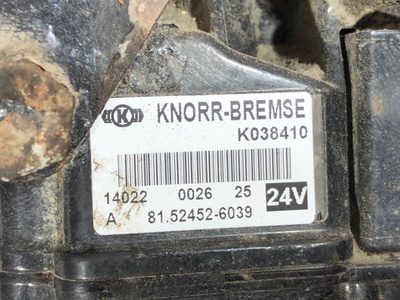 KNORR-BREMSE
K038410
14022 0026 25 24V
A 81.52452-6039 A